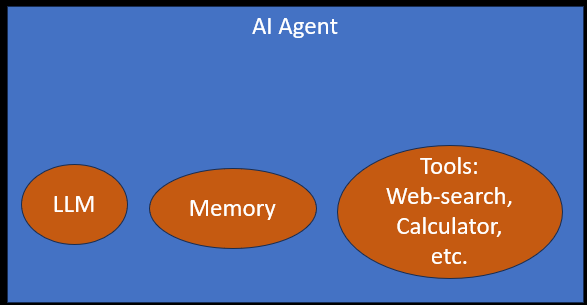 AI Agent
LLM
Memory
Tools:
Web-search,
Calculator,
etc.